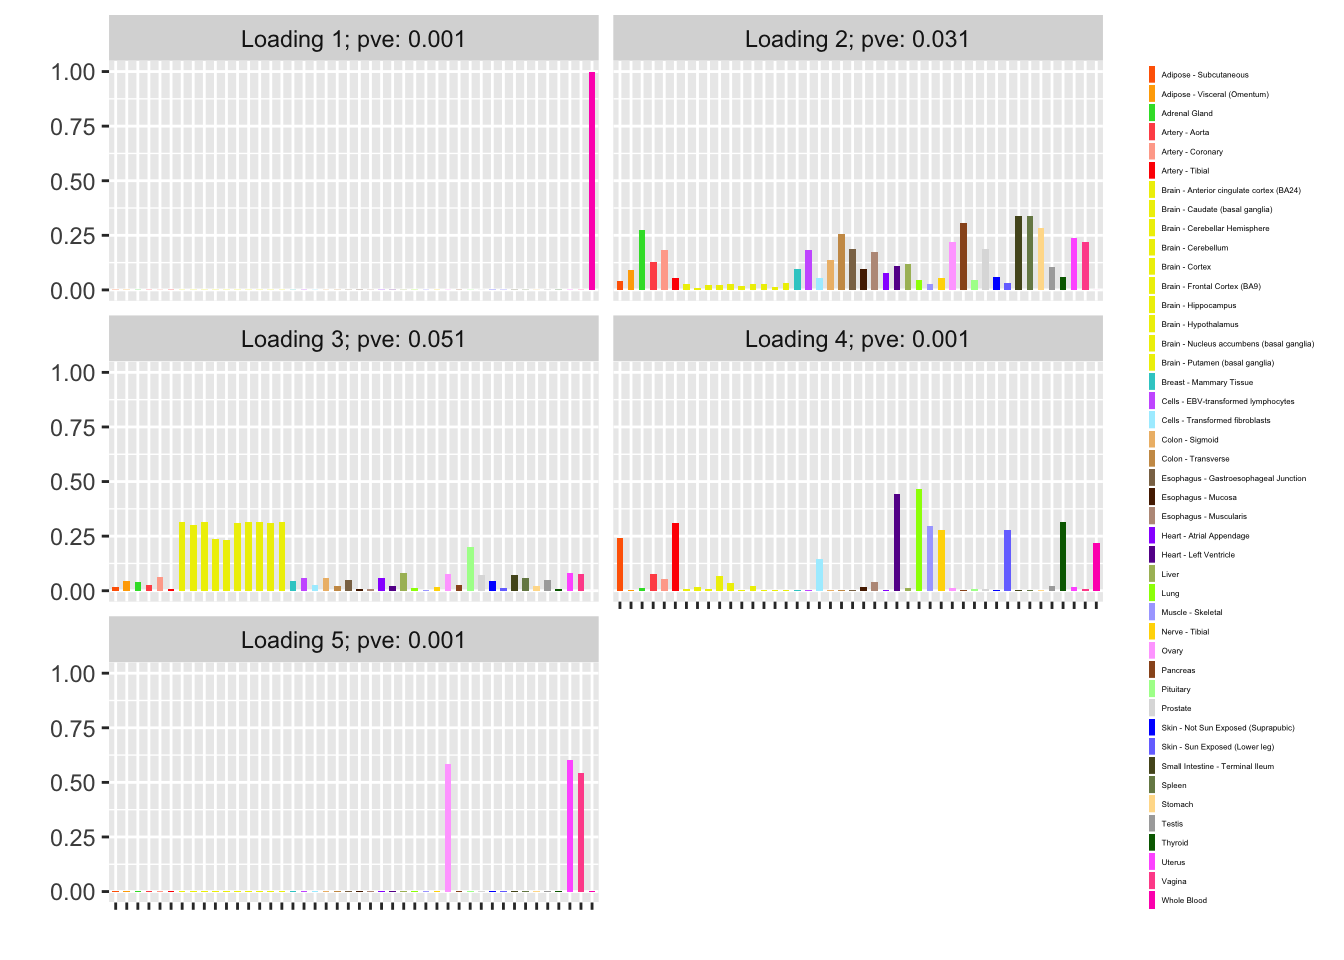 Loading 1; pve: 0.001
Loading 2; pve: 0.031
1.00
0.75
0.50
0.25
0.00
Loading 3; pve: 0.051
Loading 4; pve: 0.001
1.00
0.75
0.50
0.25
0.00
Loading 5; pve: 0.001
1.00
0.75
0.50
0.25
0.00
Adipose - Subcutaneous
Adipose - Visceral (Omentum)
Adrenal Gland
Artery - Aorta
Artery - Coronary
Artery - Tibial
Brain - Anterior cingulate cortex (BA24)
Brain - Caudate (basal ganglia)
Brain - Cerebellar Hemisphere
Brain - Cerebellum
Brain - Cortex
Brain - Frontal Cortex (BA9)
Brain - Hippocampus
Brain - Hypothalamus
Brain - Nucleus accumbens (basal ganglia)
Brain - Putamen (basal ganglia)
Breast - Mammary Tissue
Cells - EBV-transformed lymphocytes
Cells - Transformed fibroblasts
Colon - Sigmoid
Colon - Transverse
Esophagus - Gastroesophageal Junction
Esophagus - Mucosa
Esophagus - Muscularis
Heart - Atrial Appendage
Heart - Left Ventricle
Liver
Lung
Muscle - Skeletal
Nerve - Tibial
Ovary
Pancreas
Pituitary
Prostate
Skin - Not Sun Exposed (Suprapubic)
Skin - Sun Exposed (Lower leg)
Small Intestine - Terminal Ileum
Spleen
Stomach
Testis
Thyroid
Uterus
Vagina
Whole Blood